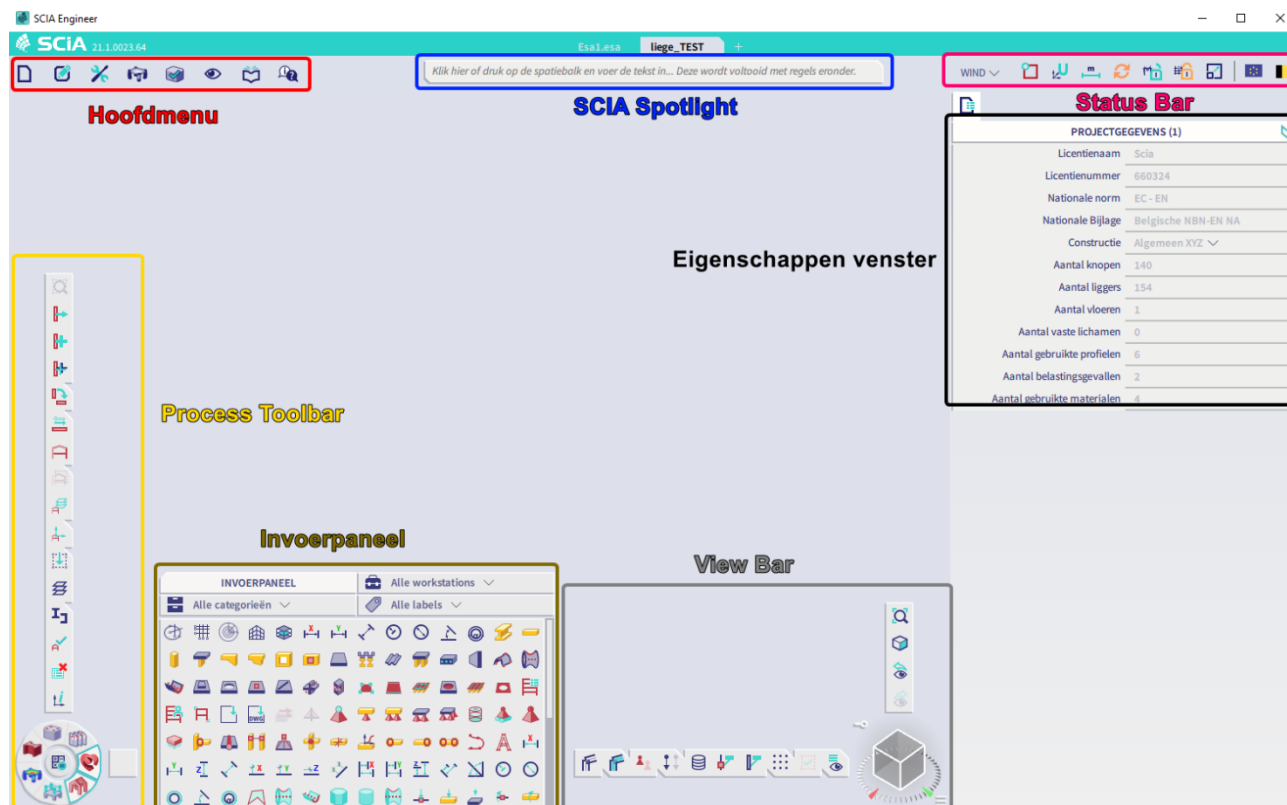 SCIA Engineer
SCiA 21.1.0023.64
Esa1.esa liege_TEST +
Klik hier of druk op de spatiebalk en voer de tekst in... Deze wordt voltooid met regels eronder.
WIND
Hoofdmenu
SCIA Spotlight
Status Bar
PROJECTGEGEVENS (1)
Licentienaam Scia
Licentienummer 660324
Nationale norm EC - EN
Nationale Bijlage Belgische NBN-EN NA
Constructie Algemeen XYZ
Eigenschappen venster
Aantal knopen 140
Aantal liggers 154
Aantal vloeren 1
Aantal vaste lichamen 0
Aantal gebruikte profielen 6
Aantal belastingsgevallen 2
Aantal gebruikte materialen 4
Process Toolbar
Invoerpaneel
View Bar
INVOERPANEEL Alle workstations
Alle categorieën Alle labels
DWG